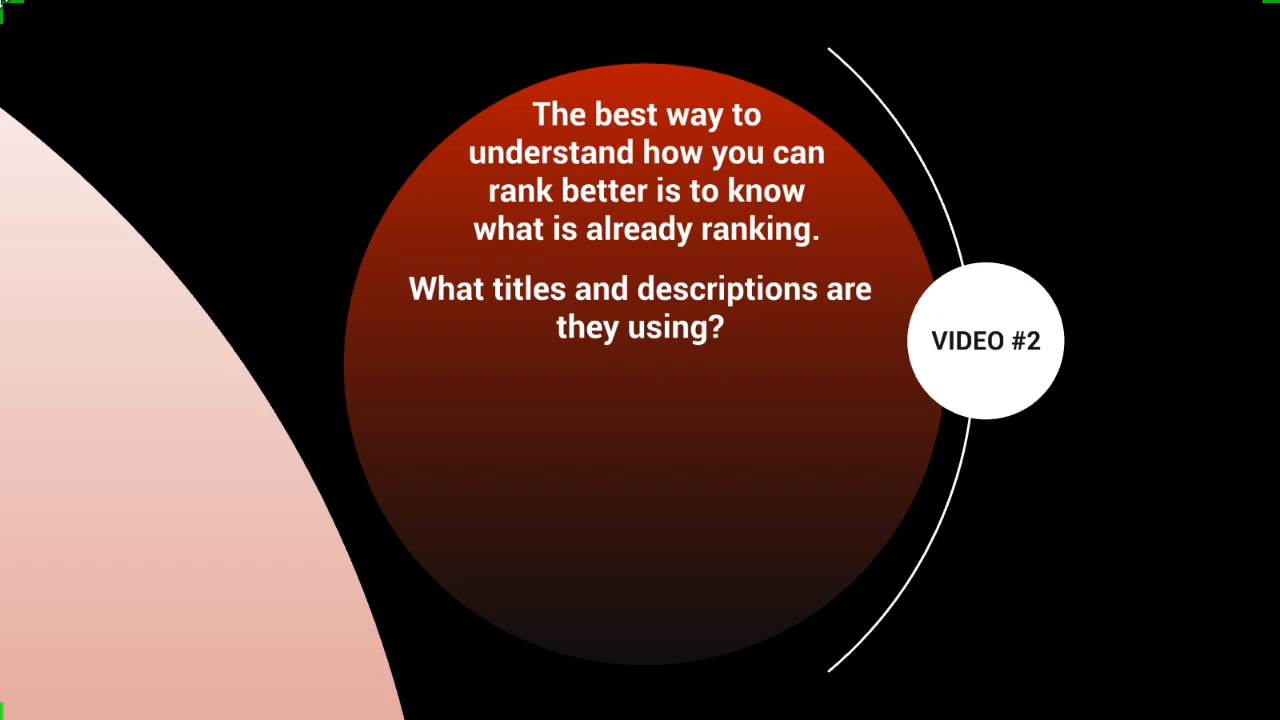 The best way to
understand how you can
rank better is to know
what is already ranking.
What titles and descriptions are
they using?
VIDEO #2